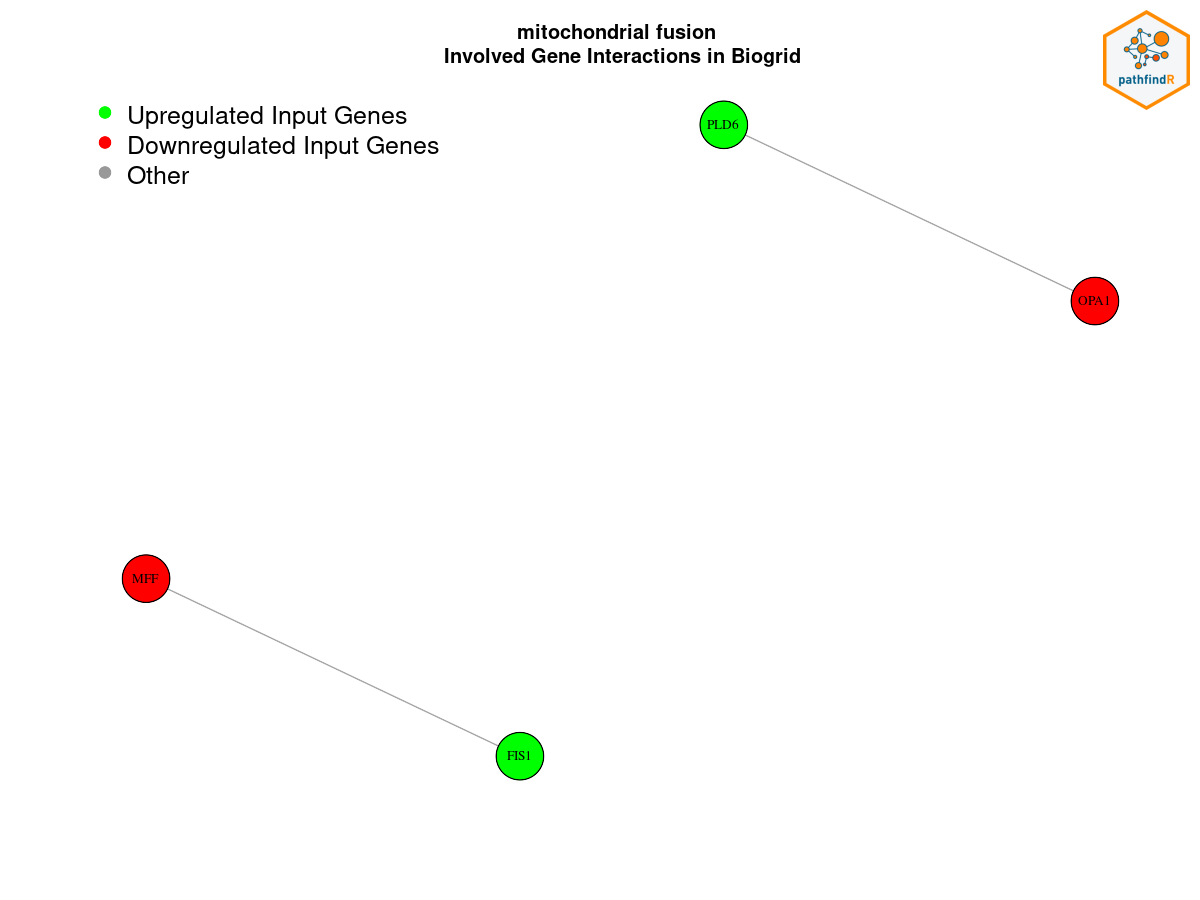 mitochondrial fusion
Involved Gene Interactions in Biogrid
pathfindR
Upregulated Input Genes
Downregulated Input Genes
Other
PLD6
OPA1
MFF
FIS1